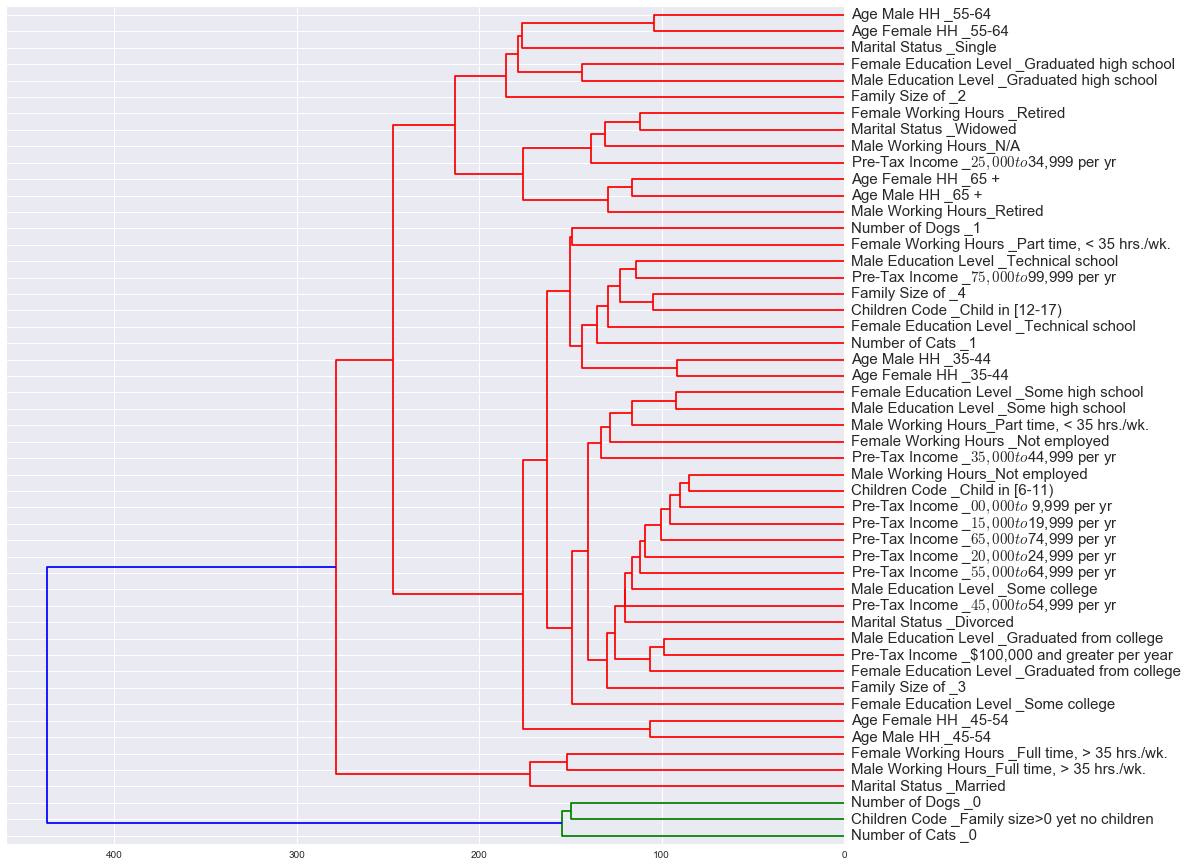 Age Male HH _55-64
Age Female HH _55-64
Marital Status _Single
Female Education Level _Graduated high school
Male Education Level _Graduated high school
Family Size of _2
Female Working Hours _Retired
Marital Status _Widowed
Male Working Hours_N/A
Pre-Tax Income _25,000to34,999 per yr
Age Female HH _65 +
Age Male HH _65 +
Male Working Hours_Retired
Number of Dogs _1
Female Working Hours _Part time, < 35 hrs./wk.
Male Education Level _Technical school
Pre-Tax Income _75,000to99,999 per yr
Family Size of _4
Children Code _Child in [12-17)
Female Education Level _Technical school
Number of Cats _1
Age Male HH _35-44
Age Female HH _35-44
Female Education Level _Some high school
Male Education Level _Some high school
Male Working Hours_Part time, < 35 hrs./wk.
Female Working Hours _Not employed
Pre-Tax Income _35,000to44,999 per yr
Male Working Hours_Not employed
Children Code _Child in [6-11)
Pre-Tax Income _00,000to 9,999 per yr
Pre-Tax Income _15,000to19,999 per yr
Pre-Tax Income _65,000to74,999 per yr
Pre-Tax Income _20,000to24,999 per yr
Pre-Tax Income _55,000to64,999 per yr
Male Education Level _Some college
Pre-Tax Income _45,000to54,999 per yr
Marital Status _Divorced
Male Education Level _Graduated from college
Pre-Tax Income _$100,000 and greater per year
Female Education Level _Graduated from college
Family Size of _3
Female Education Level _Some college
Age Female HH _45-54
Age Male HH _45-54
Female Working Hours _Full time, > 35 hrs./wk.
Male Working Hours_Full time, > 35 hrs./wk.
Marital Status _Married
Number of Dogs _0
Children Code _Family size>0 yet no children
Number of Cats _0
400 300 200 100 0